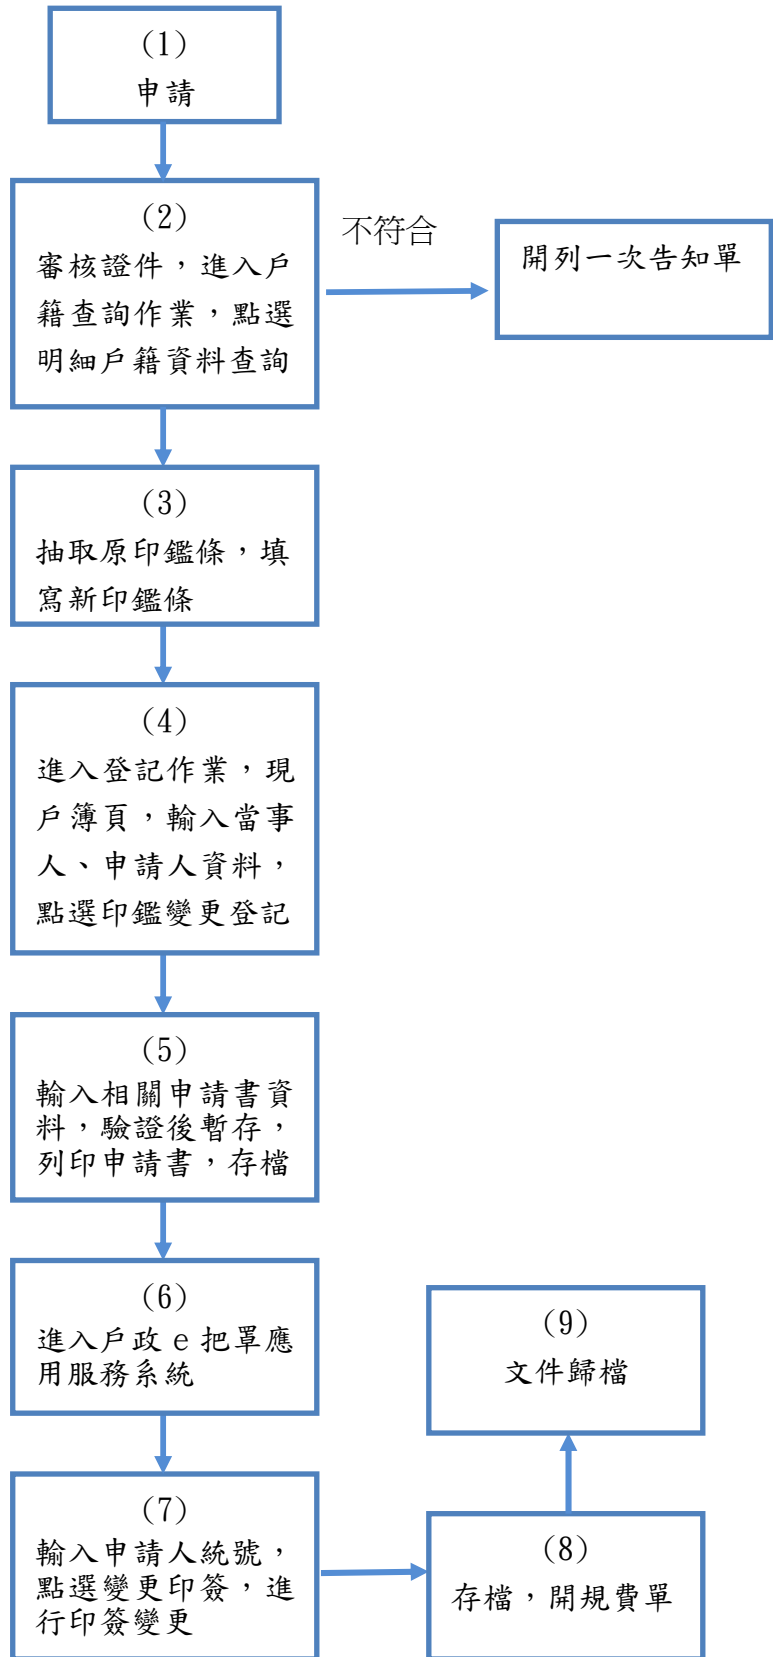 (1)
申請
(2)
審核證件，進入戶
籍查詢作業，點選
明細戶籍資料查詢
不符合
開列一次告知單
(3)
抽取原印鑑條，填
寫新印鑑條
(4)
進入登記作業，現
戶簿頁，輸入當事
人、申請人資料，
點選印鑑變更登記
(5)
輸入相關申請書資
料，驗證後暫存，
列印申請書，存檔
(6)
進入戶政 e 把罩應
用服務系統
(7)
輸入申請人統號，
點選變更印簽，進
行印簽變更
(8)
存檔，開規費單
(9)
文件歸檔